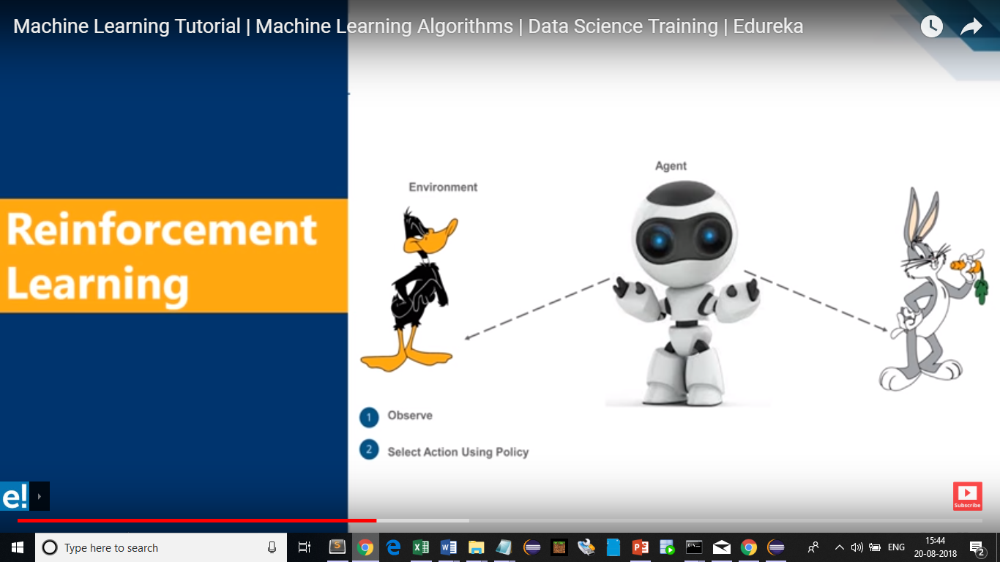 Machine Learning Tutorial | Machine Learning Algorithms | Data Science Training | Edureka
Reinforcement
Learning
Environment
Agent
1 Observe
2 Select Action Using Policy
e!
Subscribe
Type here to search
S
ENG
15:44
20-08-2018
2